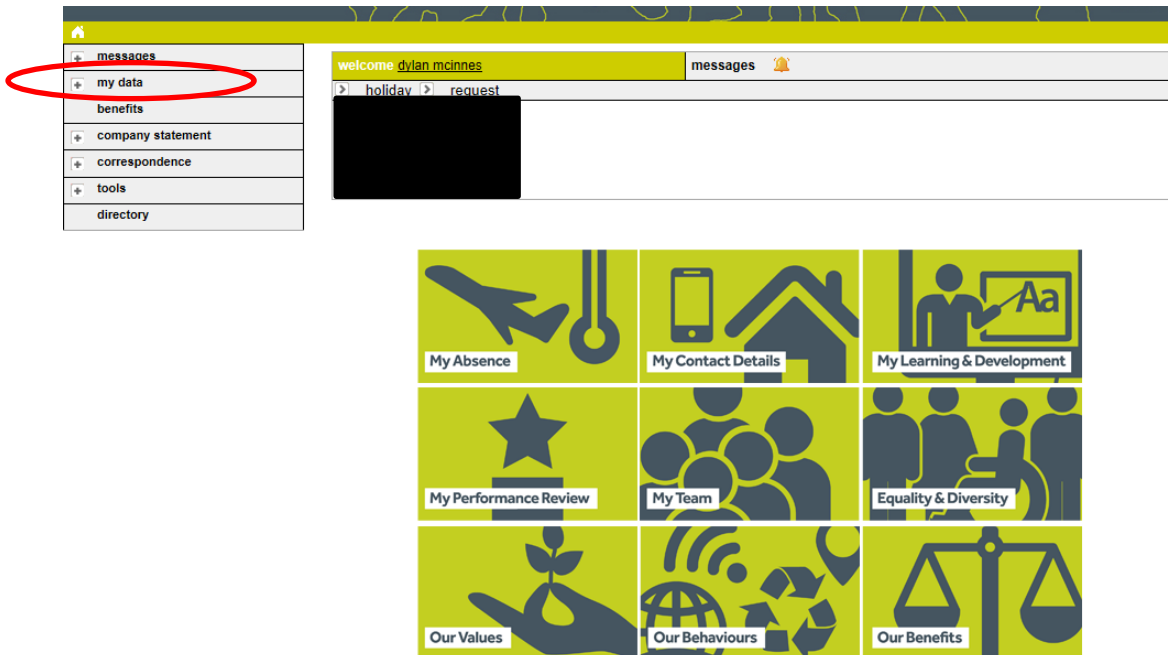 messages
my data
benefits
company statement
correspondence
tools
directory
welcome dylan mcinnes
messages
holiday request
Aa
My Absence
My Contact Details
My Learning & Development
My Performance Review
My Team
Equality & Diversity
Our Values
Our Behaviours
Our Benefits